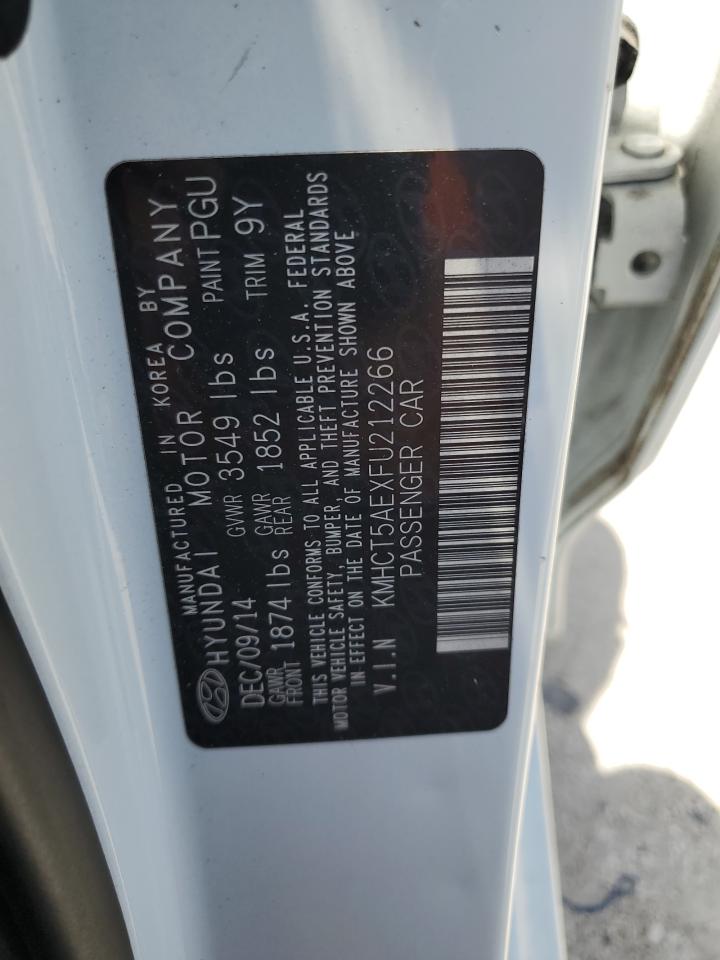 MANUFACTURED IN KOREA BY
HYUNDAI MOTOR COMPANY
DEC/09/14 GVWR 3549 lbs PAINT PGU
GAWR FRONT 1874 lbs GAWR REAR 1852 lbs TRIM 9Y
THIS VEHICLE CONFORMS TO ALL APPLICABLE U.S.A. FEDERAL
MOTOR VEHICLE SAFETY, BUMPER, AND THEFT PREVENTION STANDARDS
IN EFFECT ON THE DATE OF MANUFACTURE SHOWN ABOVE.
V.I.N KMHCT5AEXFU212266
PASSENGER CAR